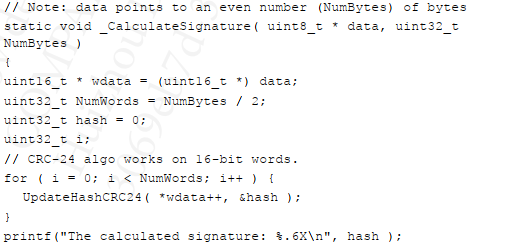 // Note: data points to an even number (NumBytes) of bytes
static void _CalculateSignature( uint8_t * data, uint32_t
NumBytes )
{
uint16_t * wdata = (uint16_t *) data;
uint32_t NumWords = NumBytes / 2;
uint32_t hash = 0;
uint32_t i;
// CRC-24 algo works on 16-bit words.
for ( i = 0; i < NumWords; i++ ) {
UpdateHashCRC24( *wdata++, &hash );
}
printf("The calculated signature: %.6X\n", hash );